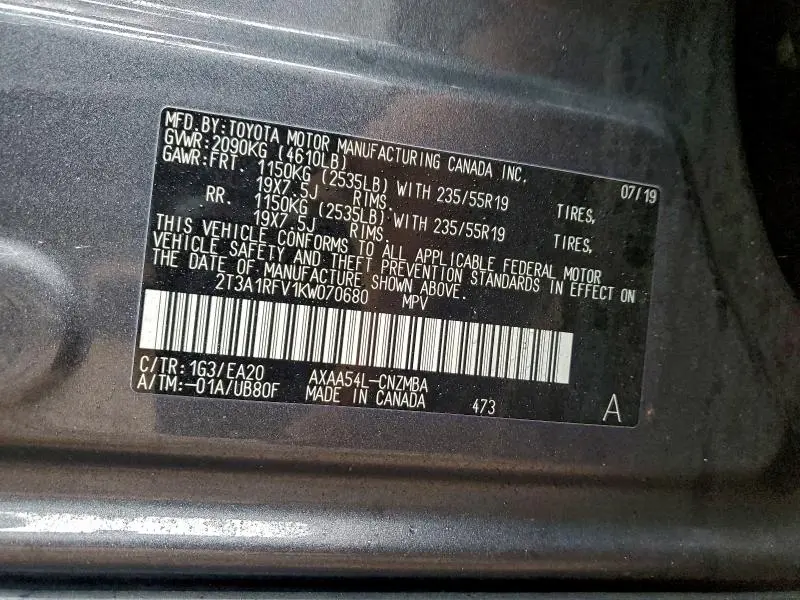 MFD.BY:TOYOTA MOTOR MANUFACTURING CANADA INC. 07/19
GVWR:2090KG (4610LB)
GAWR:FRT. 1150KG (2535LB) WITH 235/55R19 TIRES,
19X7.5J RIMS.
RR. 1150KG (2535LB) WITH 235/55R19 TIRES,
19X7.5J RIMS.
THIS VEHICLE CONFORMS TO ALL APPLICABLE FEDERAL MOTOR
VEHICLE SAFETY AND THEFT PREVENTION STANDARDS IN EFFECT ON
THE DATE OF MANUFACTURE SHOWN ABOVE.
2T3A1RFV1KW070680 MPV
C/TR:1G3/EA20 AXAA54L-CNZMBA
A/TM:-01A/UB80F MADE IN CANADA 473 A